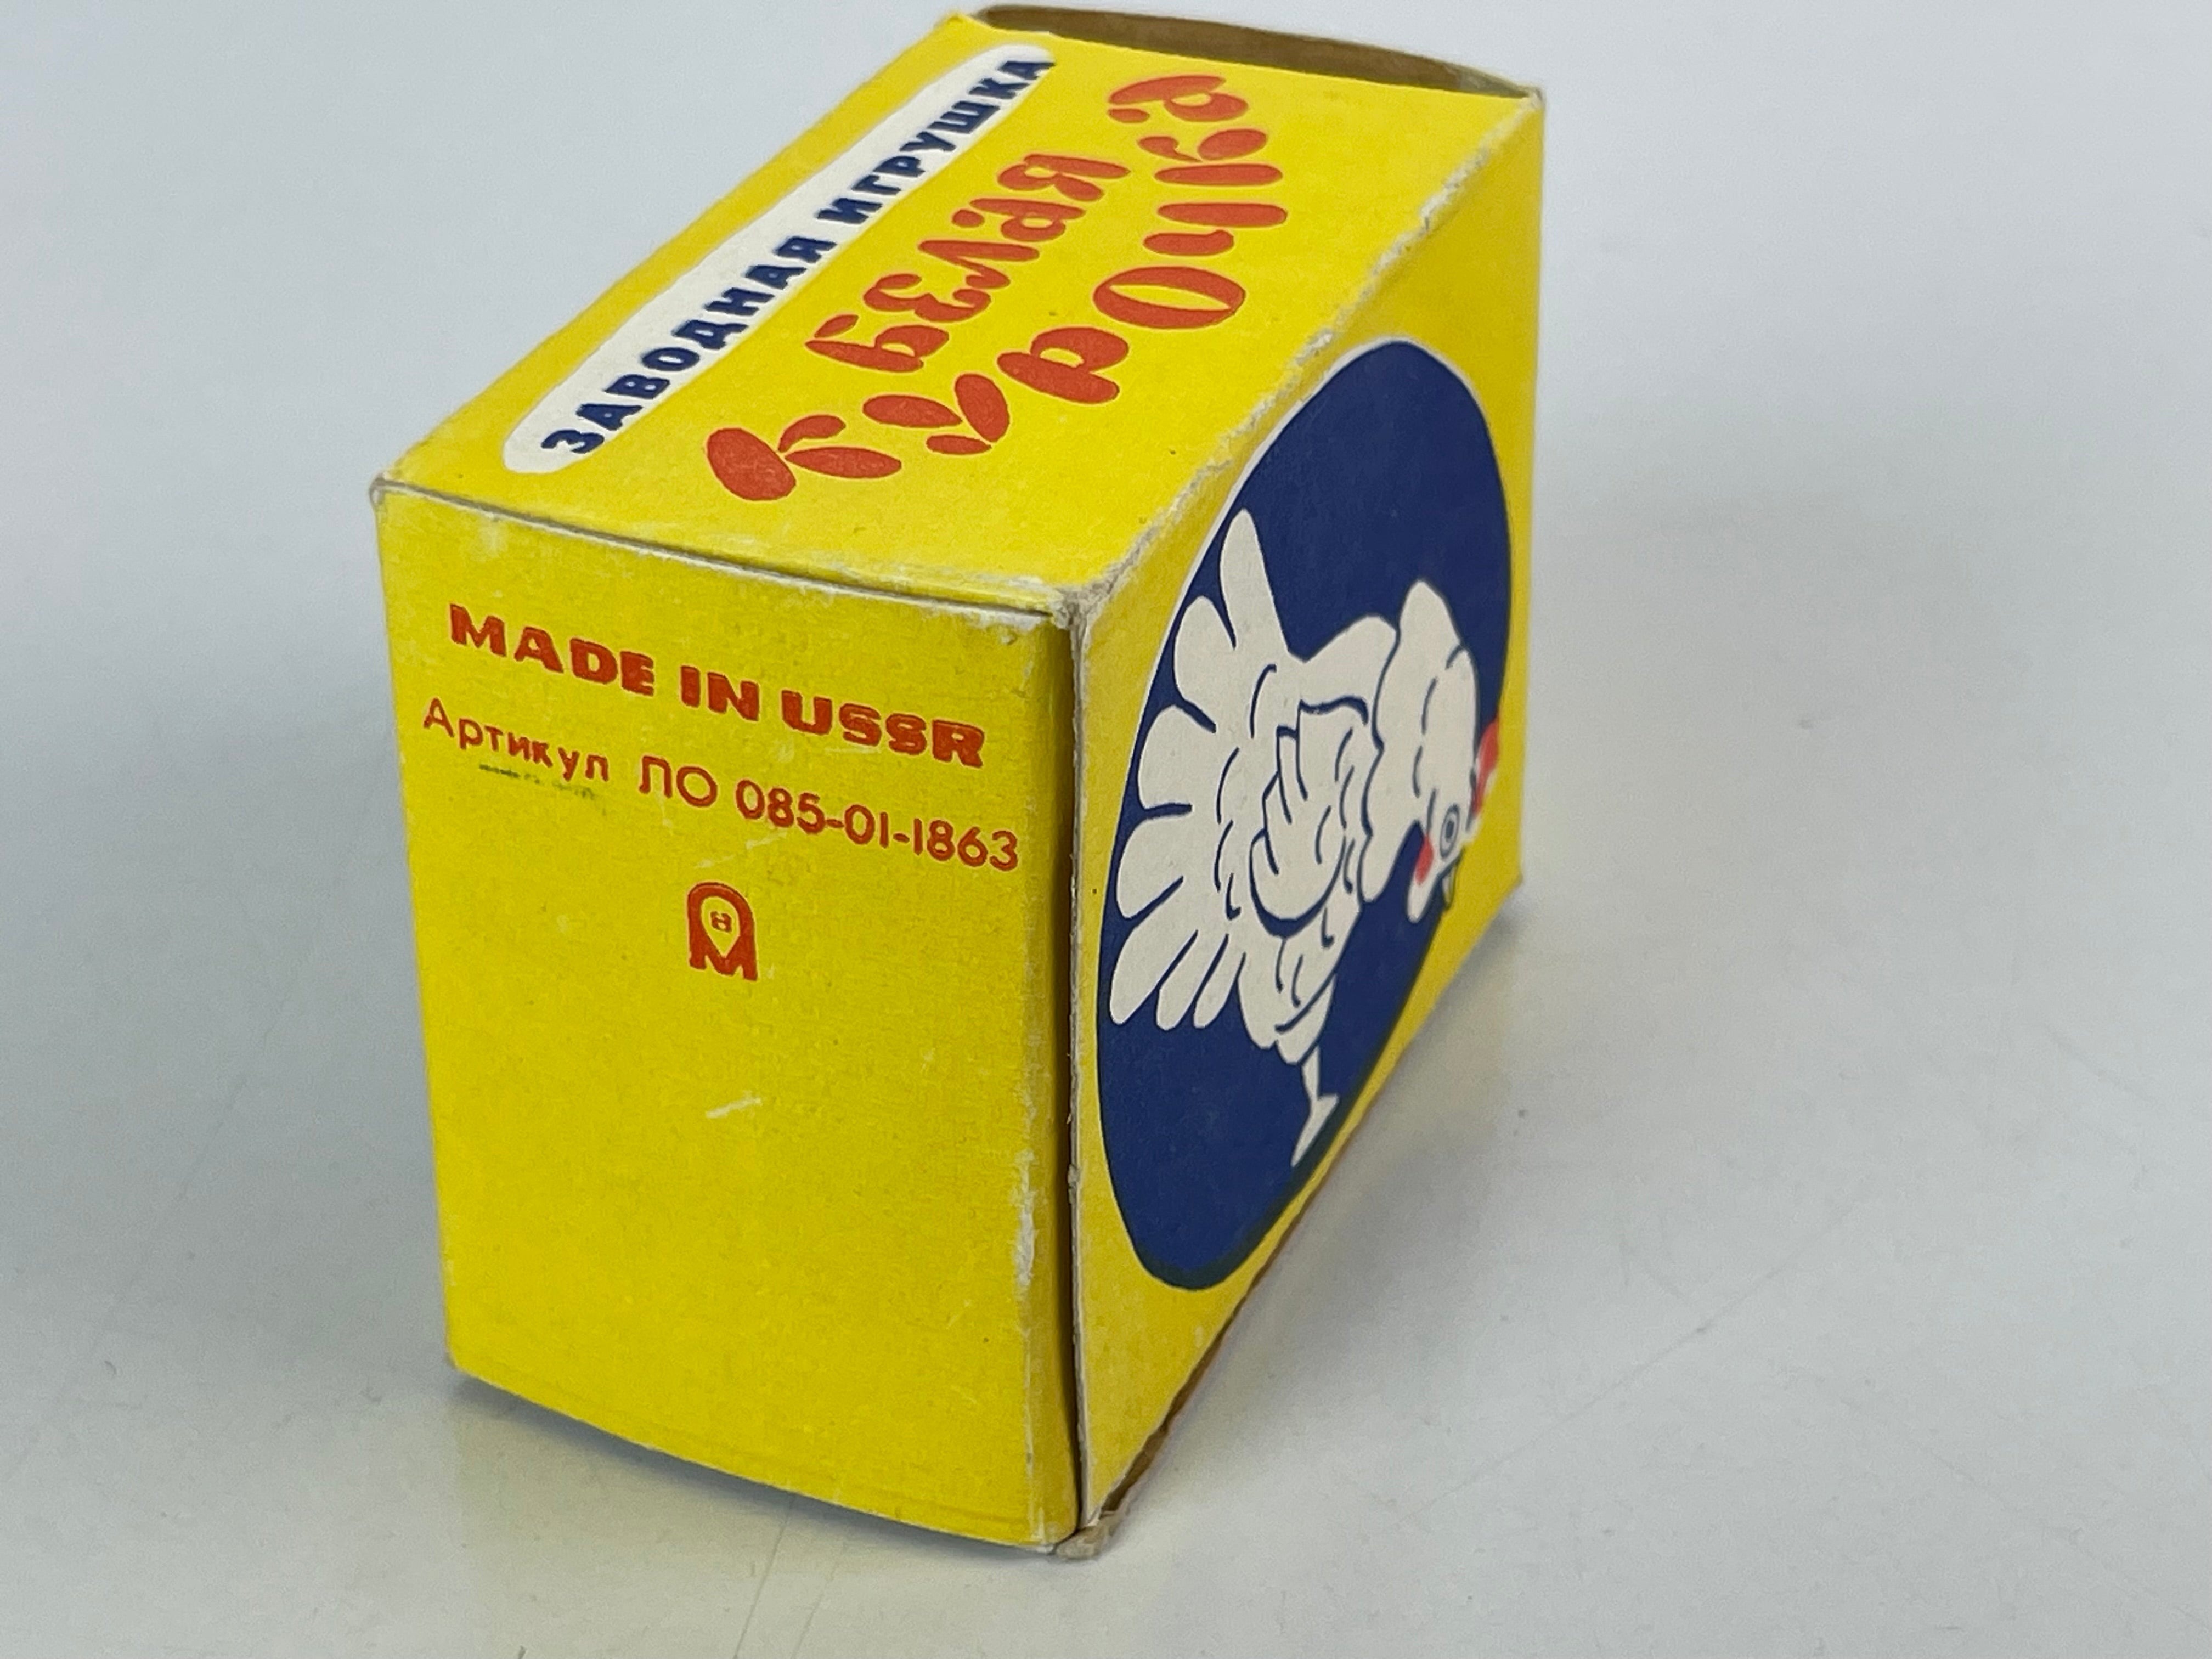 ЗАВОДНАЯ ИГРУШКА
БЕЛАЯ
КУРОЧКА
MADE IN USSR
Артикул ЛО 085-01-1863